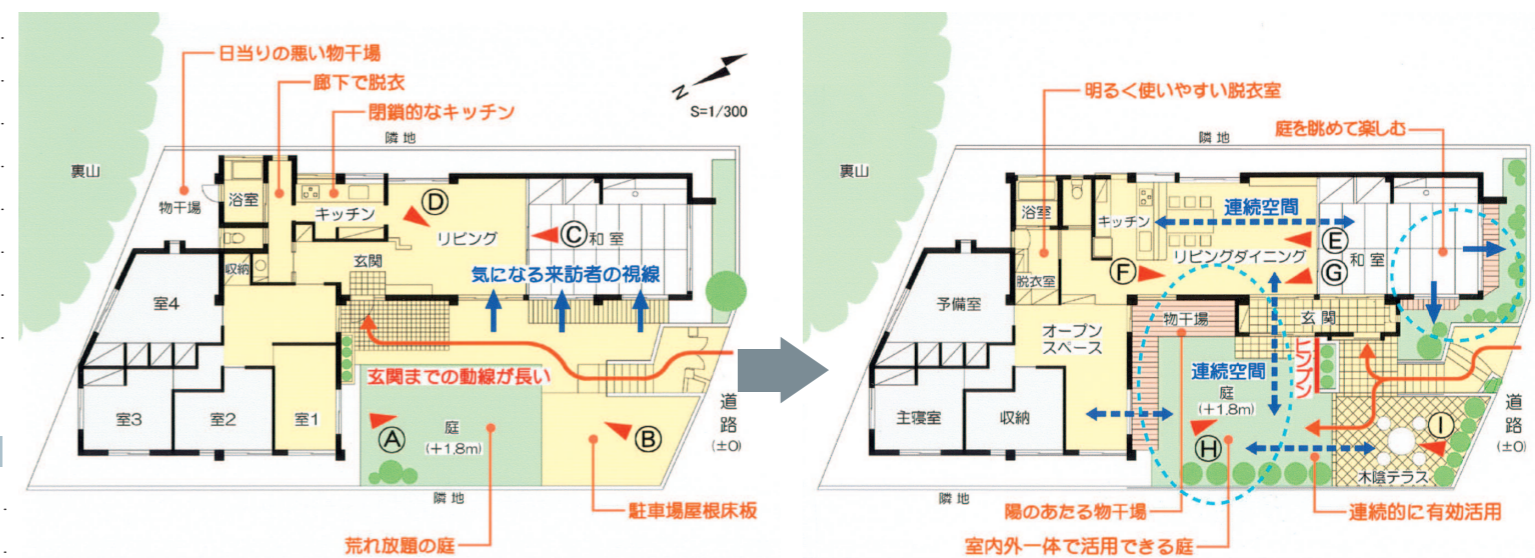 日当りの悪い物干場
廊下で脱衣
閉鎖的なキッチン
N
S=1/300
隣地
裏山
物干場
浴室
キッチン
D
リビング
C
和室
玄関
収納
気になる来訪者の視線
室4
玄関までの動線が長い
室3
室2
室1
A
庭
(+1.8m)
B
道路
(±0)
隣地
駐車場屋根床板
荒れ放題の庭
明るく使いやすい脱衣室
隣地
庭を眺めて楽しむ
裏山
浴室
キッチン
連続空間
E
和室
リビングダイニング
F
G
脱衣室
予備室
物干場
玄関
オープン
スペース
ヒンプン
連続空間
主寝室
収納
庭
(+1.8m)
H
I
道路
(±0)
木陰テラス
隣地
陽のあたる物干場
連続的に有効活用
室内外一体で活用できる庭